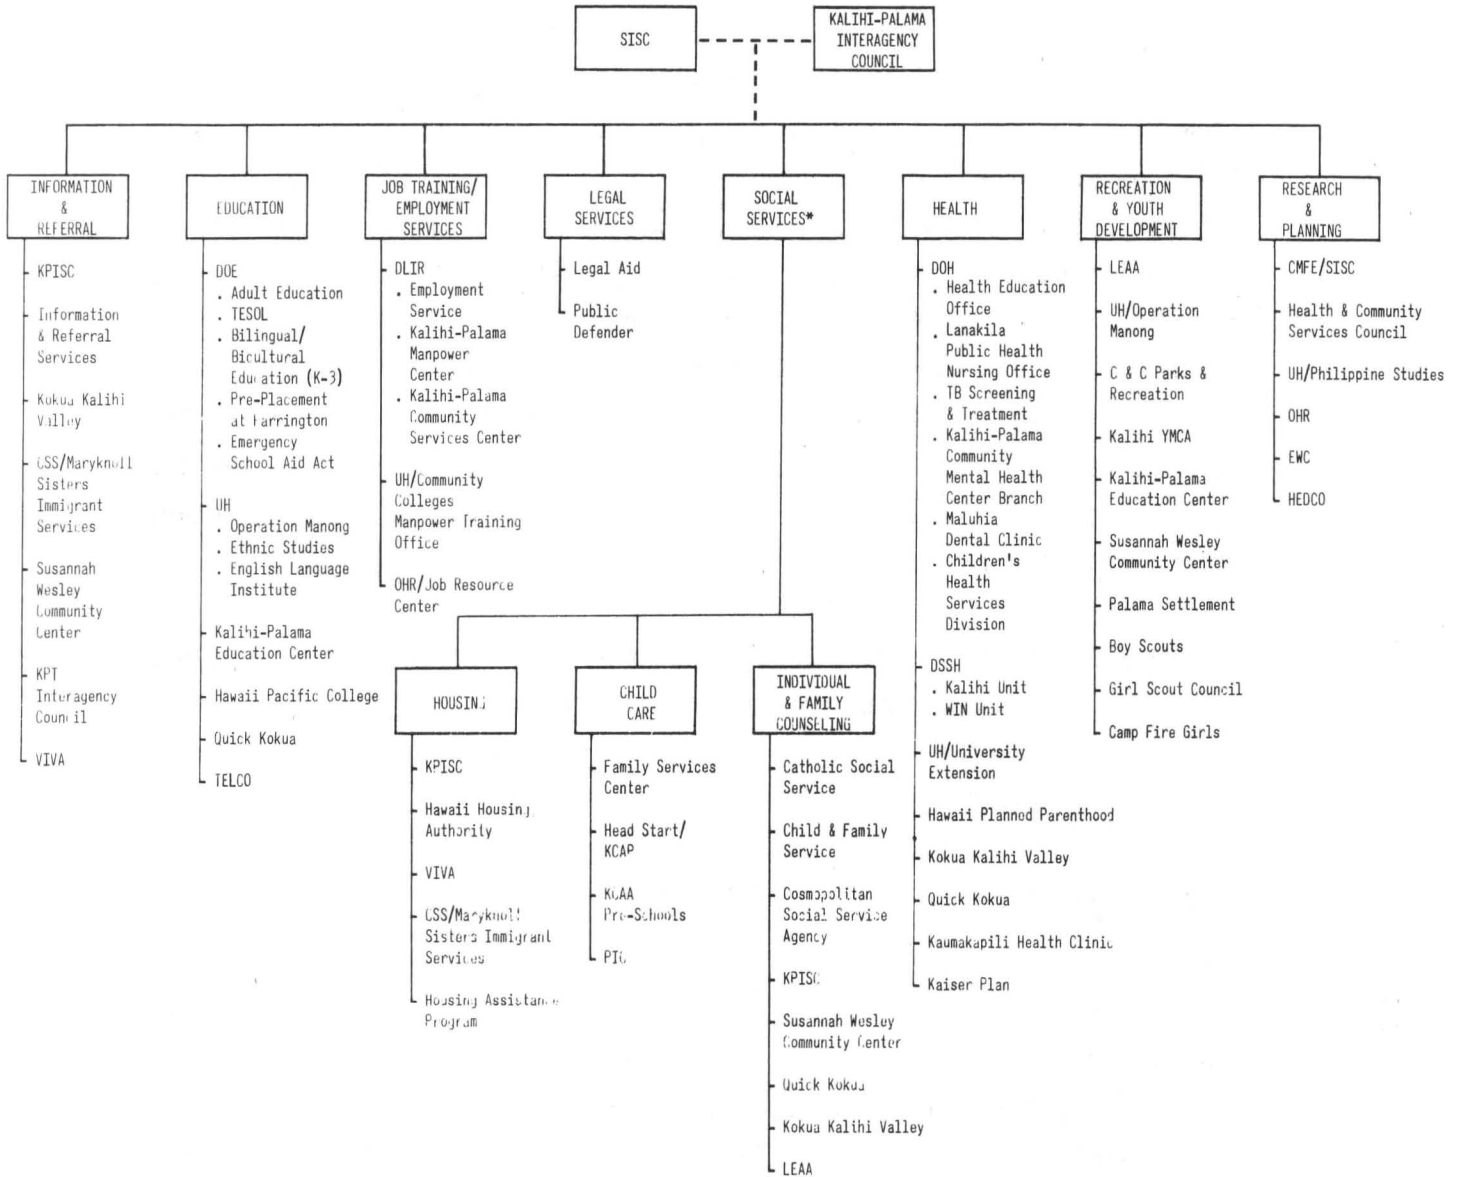 SISC
KALIHI-PALAMA
INTERAGENCY
COUNCIL
INFORMATION
&
REFERRAL
KPISC
Information
& Referral
Services
Kokua Kalihi
Valley
CSS/Maryknoll
Sisters
Immigrant
Services
Susannah
Wesley
Community
Center
KPT
Interagency
Council
VIVA
EDUCATION
DOE
. Adult Education
. TESOL
. Bilingual/
Bicultural
Education (K-3)
. Pre-Placement
at Farrington
. Emergency
School Aid Act
UH
. Operation Manong
. Ethnic Studies
. English Language
Institute
Kalihi-Palama
Education Center
Hawaii Pacific College
Quick Kokua
TELCO
JOB TRAINING/
EMPLOYMENT
SERVICES
DLIR
. Employment
Service
. Kalihi-Palama
Manpower
Center
. Kalihi-Palama
Community
Services Center
UH/Community
Colleges
Manpower Training
Office
OHR/Job Resource
Center
LEGAL
SERVICES
Legal Aid
Public
Defender
SOCIAL
SERVICES*
HOUSING
KPISC
Hawaii Housing
Authority
VIVA
CSS/Maryknoll
Sisters Immigrant
Services
Housing Assistance
Program
CHILD
CARE
Family Services
Center
Head Start/
KCAP
KCAA
Pre-Schools
PIC
INDIVIDUAL
& FAMILY
COUNSELING
Catholic Social
Service
Child & Family
Service
Cosmopolitan
Social Service
Agency
KPISC
Susannah Wesley
Community Center
Quick Kokua
Kokua Kalihi Valley
LEAA
HEALTH
DOH
. Health Education
Office
. Lanakila
Public Health
Nursing Office
. TB Screening
& Treatment
. Kalihi-Palama
Community
Mental Health
Center Branch
. Maluhia
Dental Clinic
. Children's
Health
Services
Division
DSSH
. Kalihi Unit
. WIN Unit
UH/University
Extension
Hawaii Planned Parenthood
Kokua Kalihi Valley
Quick Kokua
Kaumakapili Health Clinic
Kaiser Plan
RECREATION
& YOUTH
DEVELOPMENT
LEAA
UH/Operation
Manong
C & C Parks &
Recreation
Kalihi YMCA
Kalihi-Palama
Education Center
Susannah Wesley
Community Center
Palama Settlement
Boy Scouts
Girl Scout Council
Camp Fire Girls
RESEARCH
&
PLANNING
CMFE/SISC
Health & Community
Services Council
UH/Philippine Studies
OHR
EWC
HEDCO